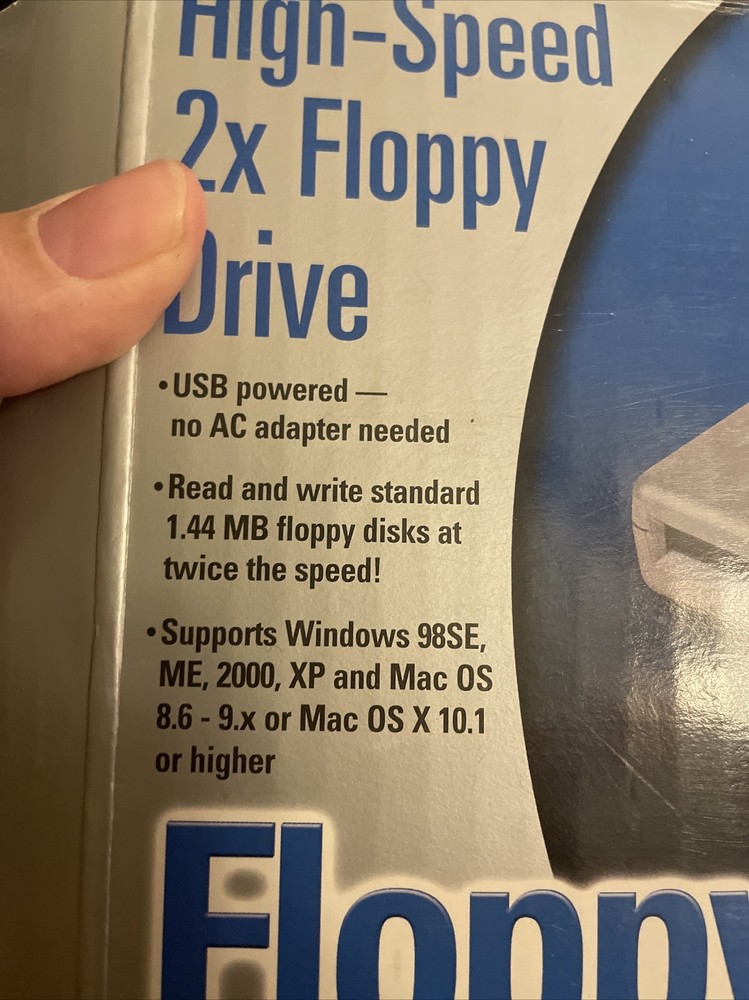 High-Speed
2x Floppy
Drive
•USB powered —
no AC adapter needed
•Read and write standard
1.44 MB floppy disks at
twice the speed!
•Supports Windows 98SE,
ME, 2000, XP and Mac OS
8.6 - 9.x or Mac OS X 10.1
or higher
Floppy